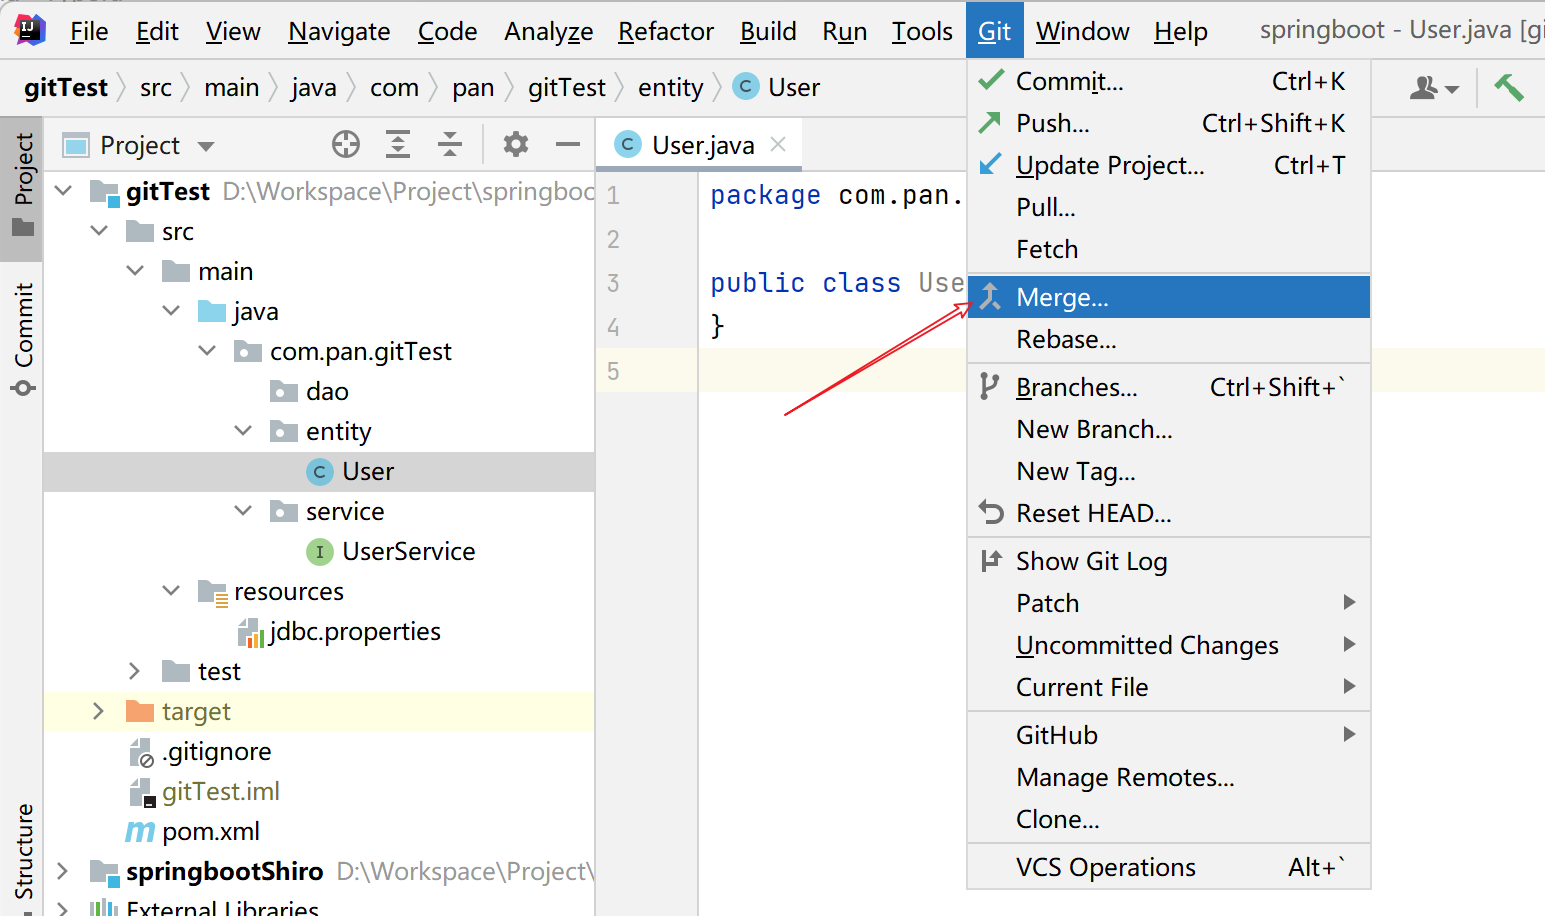 File Edit View Navigate Code Analyze Refactor Build Run Tools Git Window Help springboot - User.java [gi
gitTest src main java com pan gitTest entity C User
Project
Commit
Structure
Project
gitTest D:\Workspace\Project\springboo
src
main
java
com.pan.gitTest
dao
entity
C User
service
I UserService
resources
jdbc.properties
test
target
.gitignore
gitTest.iml
m pom.xml
springbootShiro D:\Workspace\Project\
External Libraries
C User.java
1 package com.pan.
2
3 public class Use
4 }
5
Commit... Ctrl+K
Push... Ctrl+Shift+K
Update Project... Ctrl+T
Pull...
Fetch
Merge...
Rebase...
Branches... Ctrl+Shift+`
New Branch...
New Tag...
Reset HEAD...
Show Git Log
Patch
Uncommitted Changes
Current File
GitHub
Manage Remotes...
Clone...
VCS Operations Alt+`